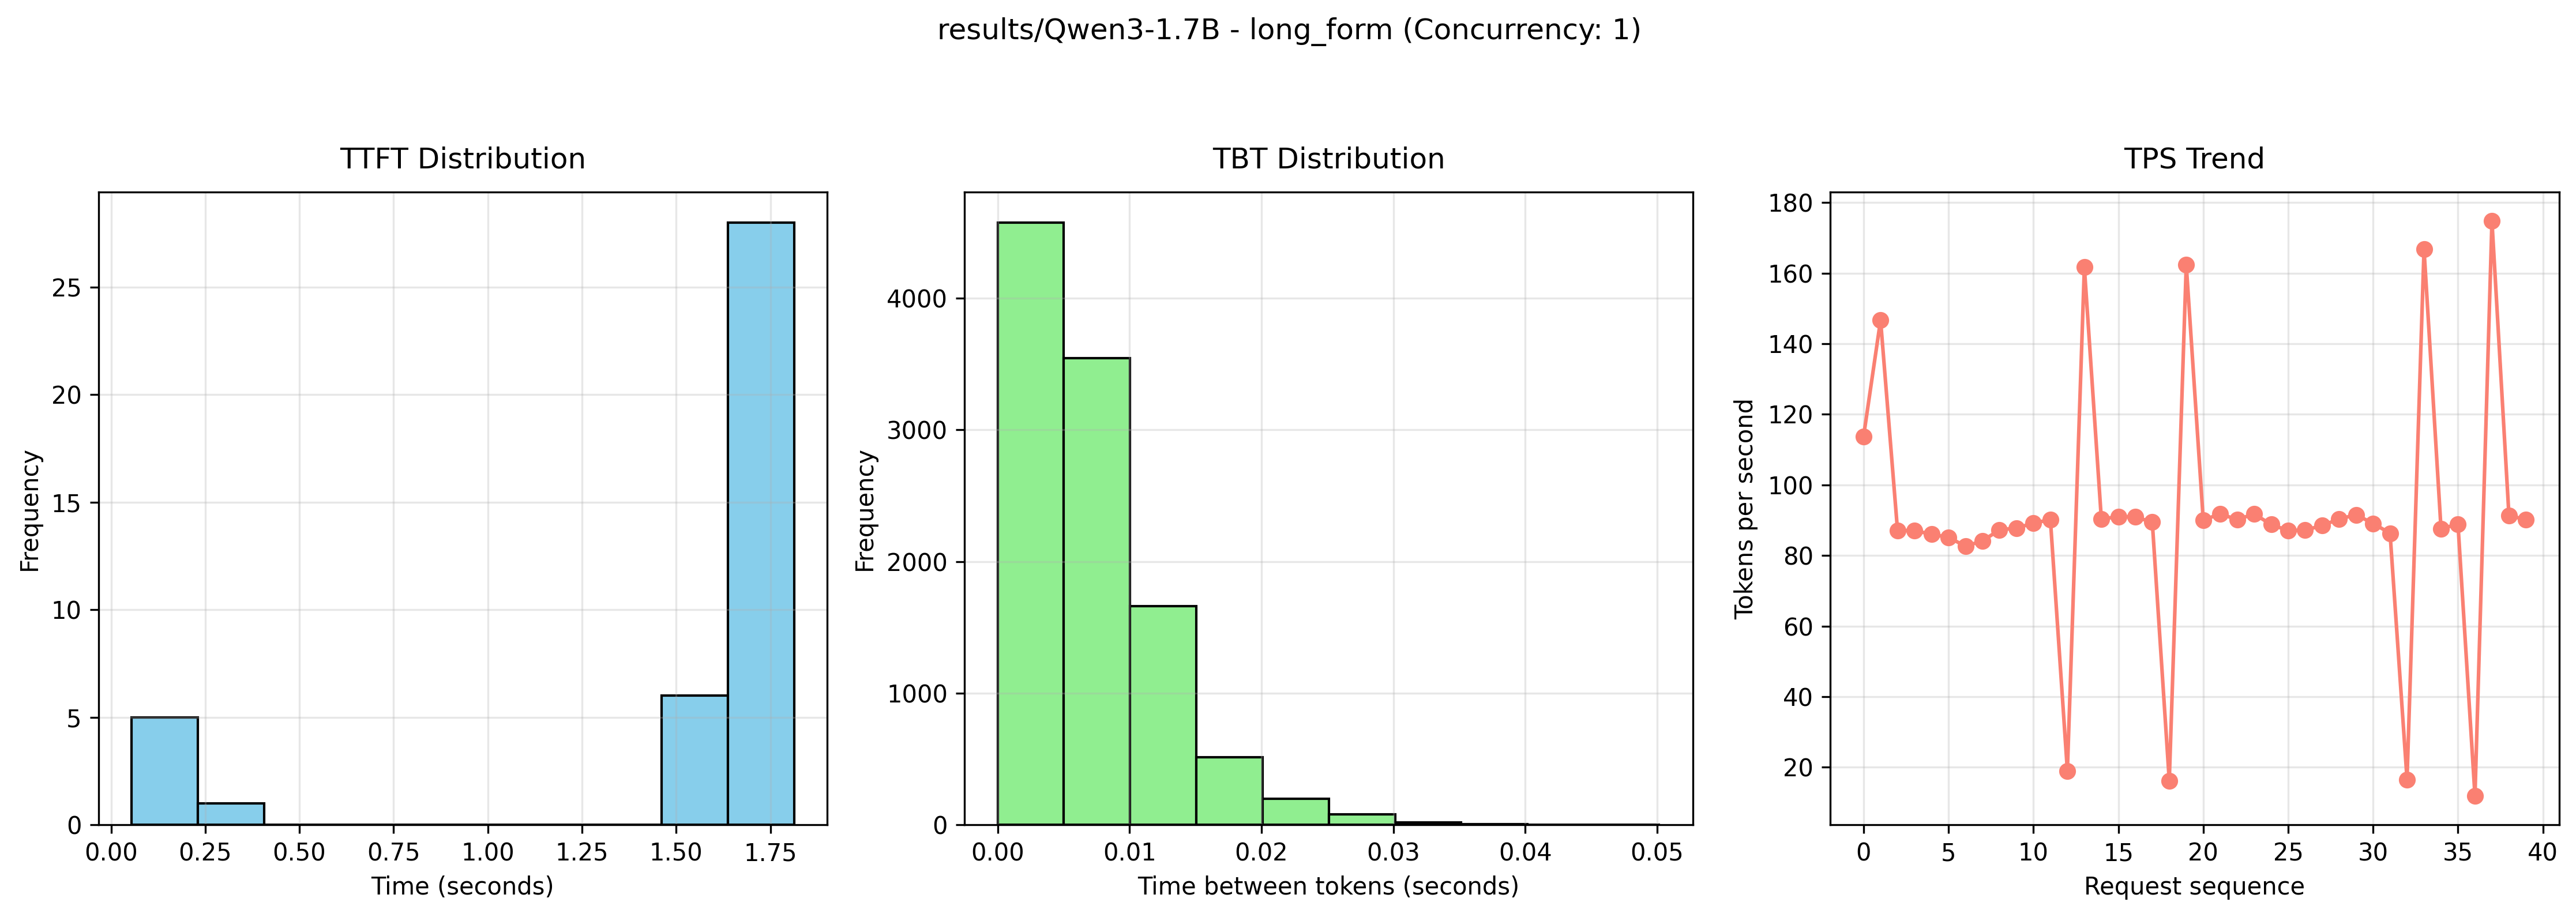 results/Qwen3-1.7B - long_form (Concurrency: 1)
TTFT Distribution
Frequency
25
20
15
10
5
0
0.00 0.25 0.50 0.75 1.00 1.25 1.50 1.75
Time (seconds)
TBT Distribution
Frequency
4000
3000
2000
1000
0
0.00 0.01 0.02 0.03 0.04 0.05
Time between tokens (seconds)
TPS Trend
Tokens per second
180
160
140
120
100
80
60
40
20
0 5 10 15 20 25 30 35 40
Request sequence